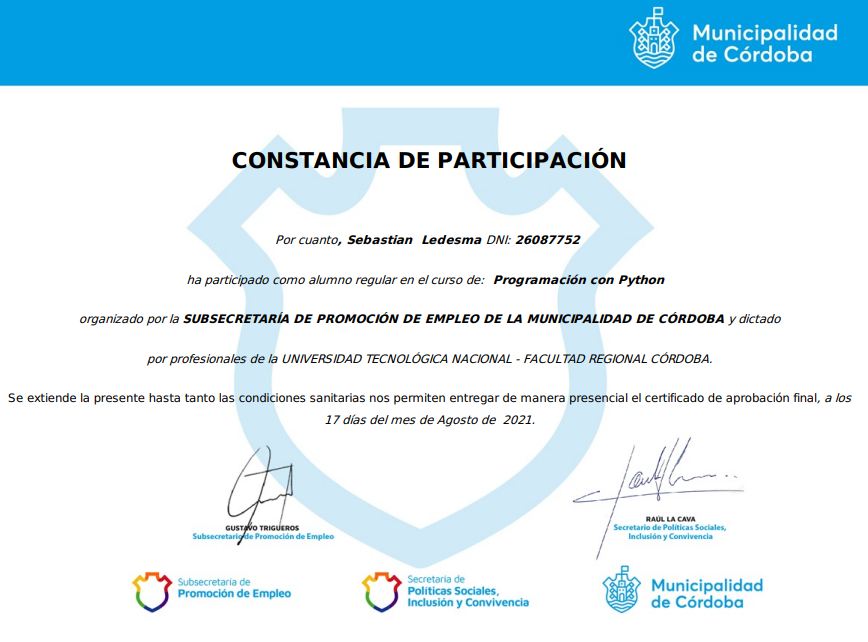 Municipalidad
de Córdoba
CONSTANCIA DE PARTICIPACIÓN
Por cuanto, Sebastian Ledesma DNI: 26087752
ha participado como alumno regular en el curso de: Programación con Python
organizado por la SUBSECRETARÍA DE PROMOCIÓN DE EMPLEO DE LA MUNICIPALIDAD DE CÓRDOBA y dictado
por profesionales de la UNIVERSIDAD TECNOLÓGICA NACIONAL - FACULTAD REGIONAL CÓRDOBA.
Se extiende la presente hasta tanto las condiciones sanitarias nos permiten entregar de manera presencial el certificado de aprobación final, a los
17 días del mes de Agosto de 2021.
GUSTAVO TRIGUEROS
Subsecretario de Promoción de Empleo
RAÚL LA CAVA
Secretario de Políticas Sociales,
Inclusión y Convivencia
Subsecretaría de
Promoción de Empleo
Secretaría de
Políticas Sociales,
Inclusión y Convivencia
Municipalidad
de Córdoba